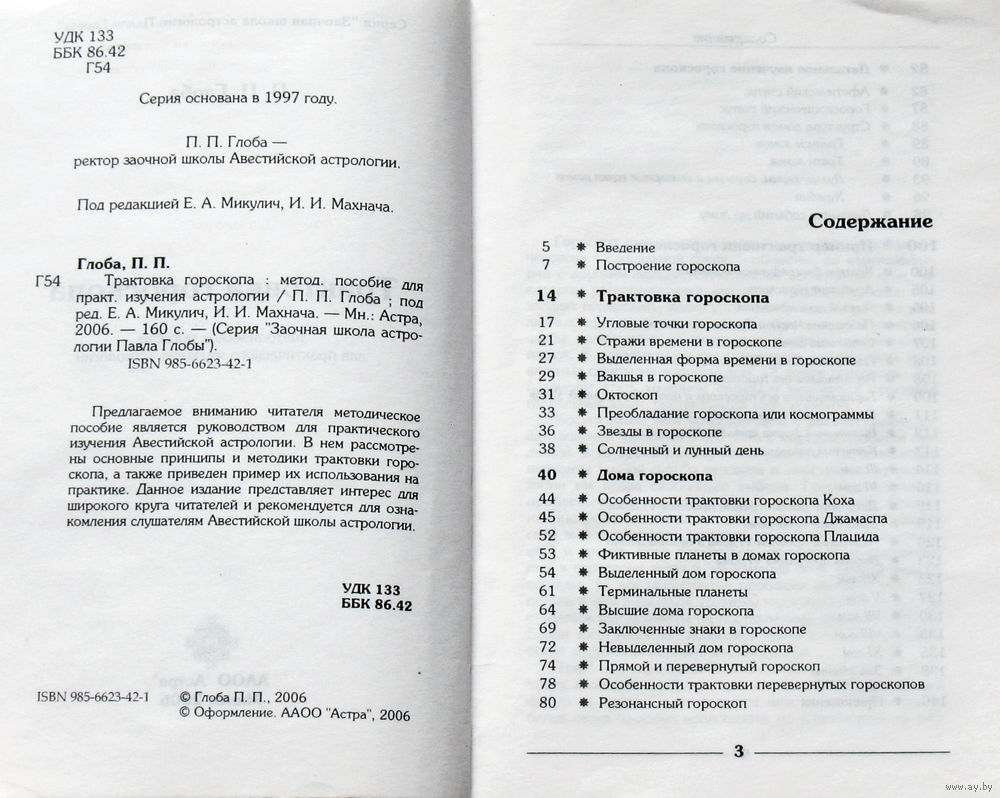 УДК 133
ББК 86.42
Г54
Серия основана в 1997 году.
П. П. Глоба —
ректор заочной школы Авестийской астрологии.
Под редакцией Е. А. Микулич, И. И. Махнача.
Глоба, П. П.
Г54 Трактовка гороскопа : метод. пособие для
практ. изучения астрологии / П. П. Глоба ; под
ред. Е. А. Микулич, И. И. Махнача. — Мн.: Астра,
2006. — 160 с. — (Серия "Заочная школа астро-
логии Павла Глобы").
ISBN 985-6623-42-1
Предлагаемое вниманию читателя методическое
пособие является руководством для практического
изучения Авестийской астрологии. В нем рассмотре-
ны основные принципы и методики трактовки горо-
скопа, а также приведен пример их использования на
практике. Данное издание представляет интерес для
широкого круга читателей и рекомендуется для озна-
комления слушателям Авестийской школы астрологии.
УДК 133
ББК 86.42
ISBN 985-6623-42-1 © Глоба П. П., 2006
© Оформление. ААОО "Астра", 2006
Содержание
5 ✷ Введение
7 ✷ Построение гороскопа
14 ✷ Трактовка гороскопа
17 ✷ Угловые точки гороскопа
21 ✷ Стражи времени в гороскопе
27 ✷ Выделенная форма времени в гороскопе
29 ✷ Вакшья в гороскопе
31 ✷ Октоскоп
33 ✷ Преобладание гороскопа или космограммы
36 ✷ Звезды в гороскопе
38 ✷ Солнечный и лунный день
40 ✷ Дома гороскопа
44 ✷ Особенности трактовки гороскопа Коха
45 ✷ Особенности трактовки гороскопа Джамаспа
52 ✷ Особенности трактовки гороскопа Плацида
53 ✷ Фиктивные планеты в домах гороскопа
54 ✷ Выделенный дом гороскопа
61 ✷ Терминальные планеты
64 ✷ Высшие дома гороскопа
69 ✷ Заключенные знаки в гороскопе
72 ✷ Невыделенный дом гороскопа
74 ✷ Прямой и перевернутый гороскоп
78 ✷ Особенности трактовки перевернутых гороскопов
80 ✷ Резонансный гороскоп
3
www.ay.by